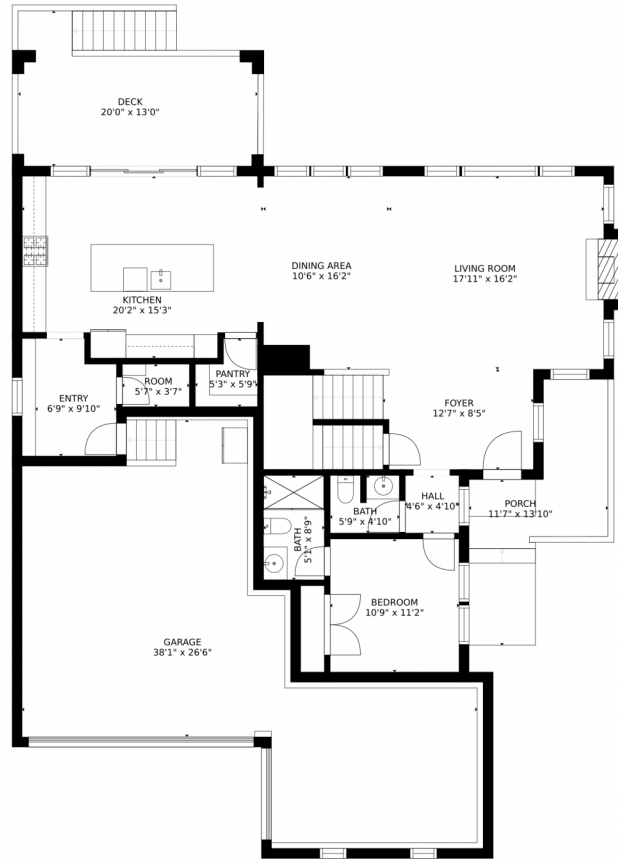 DECK
20'0" x 13'0"
DINING AREA
10'6" x 16'2"
LIVING ROOM
17'11" x 16'2"
KITCHEN
20'2" x 15'3"
PANTRY
5'3" x 5'9"
ROOM
5'7" x 3'7"
ENTRY
6'9" x 9'10"
FOYER
12'7" x 8'5"
HALL
4'6" x 4'10"
PORCH
11'7" x 13'10"
BATH
5'9" x 4'10"
BATH
5'1" x 8'9"
BEDROOM
10'9" x 11'2"
GARAGE
38'1" x 26'6"